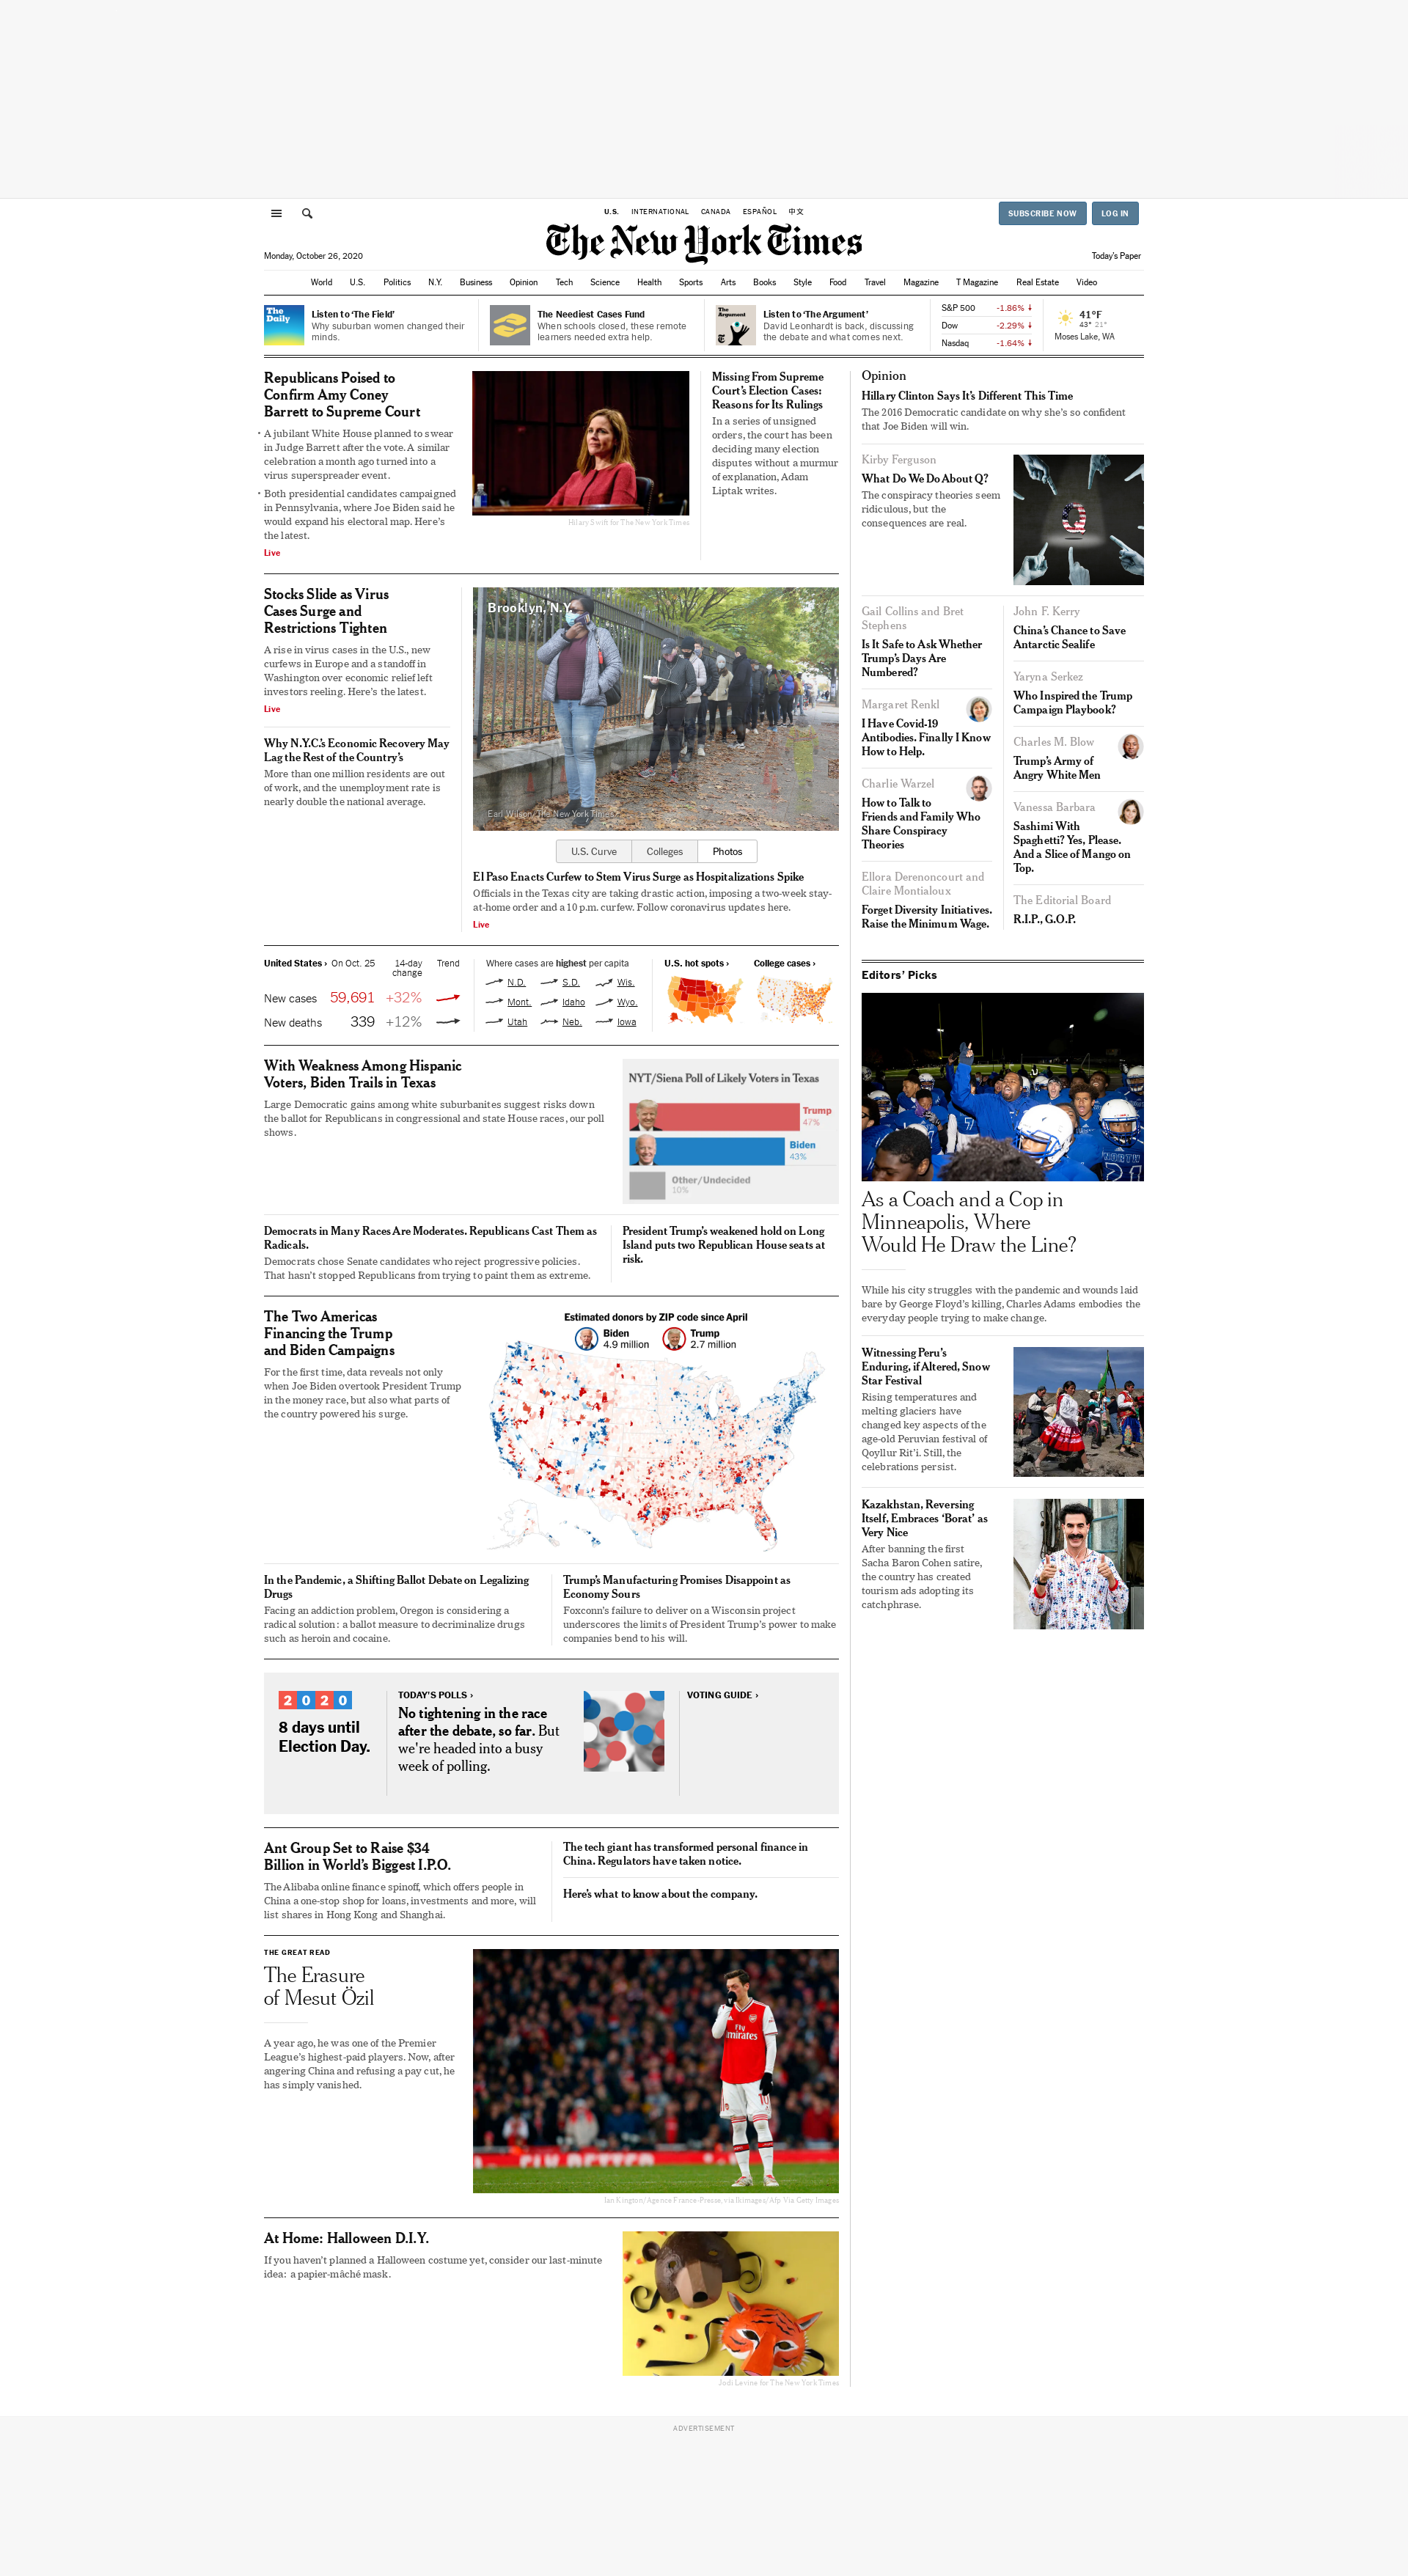 U.S. INTERNATIONAL CANADA ESPAÑOL 中文
SUBSCRIBE NOW LOG IN
The New York Times
Monday, October 26, 2020
Today's Paper
World U.S. Politics N.Y. Business Opinion Tech Science Health Sports Arts Books Style Food Travel Magazine T Magazine Real Estate Video
The
Daily
Listen to ‘The Field’
Why suburban women changed their
minds.
The Neediest Cases Fund
When schools closed, these remote
learners needed extra help.
The
Argument
Listen to ‘The Argument’
David Leonhardt is back, discussing
the debate and what comes next.
S&P 500 -1.86%
Dow -2.29%
Nasdaq -1.64%
41°F
43° 21°
Moses Lake, WA
Republicans Poised to
Confirm Amy Coney
Barrett to Supreme Court
• A jubilant White House planned to swear
in Judge Barrett after the vote. A similar
celebration a month ago turned into a
virus superspreader event.
• Both presidential candidates campaigned
in Pennsylvania, where Joe Biden said he
would expand his electoral map. Here’s
the latest.
Live
Hilary Swift for The New York Times
Missing From Supreme
Court’s Election Cases:
Reasons for Its Rulings
In a series of unsigned
orders, the court has been
deciding many election
disputes without a murmur
of explanation, Adam
Liptak writes.
Stocks Slide as Virus
Cases Surge and
Restrictions Tighten
A rise in virus cases in the U.S., new
curfews in Europe and a standoff in
Washington over economic relief left
investors reeling. Here’s the latest.
Live
Why N.Y.C.’s Economic Recovery May
Lag the Rest of the Country’s
More than one million residents are out
of work, and the unemployment rate is
nearly double the national average.
Brooklyn, N.Y.
Earl Wilson/The New York Times
U.S. Curve Colleges Photos
El Paso Enacts Curfew to Stem Virus Surge as Hospitalizations Spike
Officials in the Texas city are taking drastic action, imposing a two-week stay-
at-home order and a 10 p.m. curfew. Follow coronavirus updates here.
Live
United States › On Oct. 25 14-day
change Trend
New cases 59,691 +32%
New deaths 339 +12%
Where cases are highest per capita
N.D. S.D. Wis.
Mont. Idaho Wyo.
Utah Neb. Iowa
U.S. hot spots ›
College cases ›
With Weakness Among Hispanic
Voters, Biden Trails in Texas
Large Democratic gains among white suburbanites suggest risks down
the ballot for Republicans in congressional and state House races, our poll
shows.
NYT/Siena Poll of Likely Voters in Texas
Trump
47%
Biden
43%
Other/Undecided
10%
Democrats in Many Races Are Moderates. Republicans Cast Them as
Radicals.
Democrats chose Senate candidates who reject progressive policies.
That hasn’t stopped Republicans from trying to paint them as extreme.
President Trump’s weakened hold on Long
Island puts two Republican House seats at
risk.
The Two Americas
Financing the Trump
and Biden Campaigns
For the first time, data reveals not only
when Joe Biden overtook President Trump
in the money race, but also what parts of
the country powered his surge.
Estimated donors by ZIP code since April
Biden
4.9 million
Trump
2.7 million
In the Pandemic, a Shifting Ballot Debate on Legalizing
Drugs
Facing an addiction problem, Oregon is considering a
radical solution: a ballot measure to decriminalize drugs
such as heroin and cocaine.
Trump’s Manufacturing Promises Disappoint as
Economy Sours
Foxconn’s failure to deliver on a Wisconsin project
underscores the limits of President Trump’s power to make
companies bend to his will.
2020
8 days until
Election Day.
TODAY’S POLLS ›
No tightening in the race
after the debate, so far. But
we're headed into a busy
week of polling.
VOTING GUIDE ›
Ant Group Set to Raise $34
Billion in World’s Biggest I.P.O.
The Alibaba online finance spinoff, which offers people in
China a one-stop shop for loans, investments and more, will
list shares in Hong Kong and Shanghai.
The tech giant has transformed personal finance in
China. Regulators have taken notice.
Here’s what to know about the company.
THE GREAT READ
The Erasure
of Mesut Özil
A year ago, he was one of the Premier
League’s highest-paid players. Now, after
angering China and refusing a pay cut, he
has simply vanished.
Fly
Emirates
Ian Kington/Agence France-Presse, via Ikimages/Afp Via Getty Images
At Home: Halloween D.I.Y.
If you haven’t planned a Halloween costume yet, consider our last-minute
idea: a papier-mâché mask.
Jodi Levine for The New York Times
Opinion
Hillary Clinton Says It’s Different This Time
The 2016 Democratic candidate on why she’s so confident
that Joe Biden will win.
Kirby Ferguson
What Do We Do About Q?
The conspiracy theories seem
ridiculous, but the
consequences are real.
Q
Gail Collins and Bret
Stephens
Is It Safe to Ask Whether
Trump’s Days Are
Numbered?
Margaret Renkl
I Have Covid-19
Antibodies. Finally I Know
How to Help.
Charlie Warzel
How to Talk to
Friends and Family Who
Share Conspiracy
Theories
Ellora Derenoncourt and
Claire Montialoux
Forget Diversity Initiatives.
Raise the Minimum Wage.
John F. Kerry
China’s Chance to Save
Antarctic Sealife
Yaryna Serkez
Who Inspired the Trump
Campaign Playbook?
Charles M. Blow
Trump’s Army of
Angry White Men
Vanessa Barbara
Sashimi With
Spaghetti? Yes, Please.
And a Slice of Mango on
Top.
The Editorial Board
R.I.P., G.O.P.
Editors’ Picks
NORTH
21
As a Coach and a Cop in
Minneapolis, Where
Would He Draw the Line?
While his city struggles with the pandemic and wounds laid
bare by George Floyd’s killing, Charles Adams embodies the
everyday people trying to make change.
Witnessing Peru’s
Enduring, if Altered, Snow
Star Festival
Rising temperatures and
melting glaciers have
changed key aspects of the
age-old Peruvian festival of
Qoyllur Rit’i. Still, the
celebrations persist.
Kazakhstan, Reversing
Itself, Embraces ‘Borat’ as
Very Nice
After banning the first
Sacha Baron Cohen satire,
the country has created
tourism ads adopting its
catchphrase.
ADVERTISEMENT